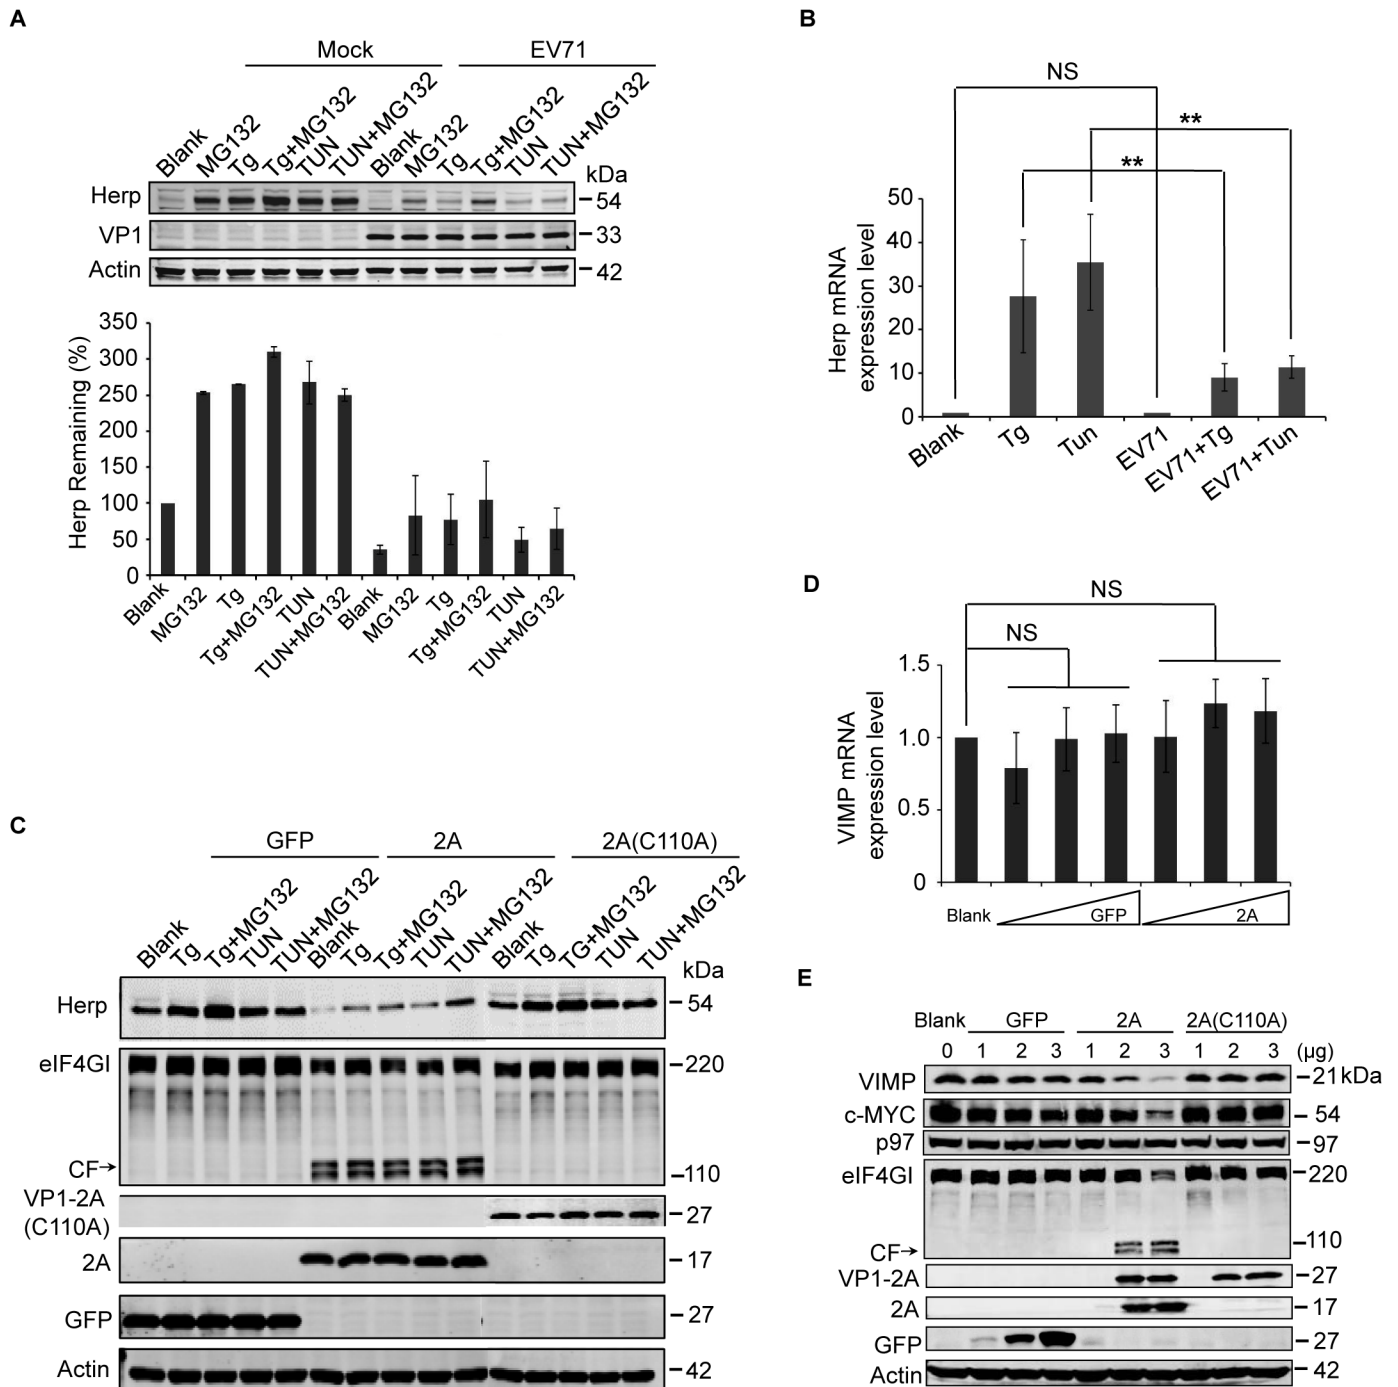 A
Mock EV71
Blank MG132 Tg Tg+MG132 TUN TUN+MG132 Blank MG132 Tg Tg+MG132 TUN TUN+MG132
kDa
Herp 54
VP1 33
Actin 42
Herp Remaining (%)
350
300
250
200
150
100
50
0
Blank MG132 Tg Tg+MG132 TUN TUN+MG132 Blank MG132 Tg Tg+MG132 TUN TUN+MG132
B
NS
**
**
Herp mRNA
expression level
50
40
30
20
10
0
Blank Tg Tun EV71 EV71+Tg EV71+Tun
C
GFP 2A 2A(C110A)
Blank Tg Tg+MG132 TUN TUN+MG132 Blank Tg Tg+MG132 TUN TUN+MG132 Blank Tg TG+MG132 TUN TUN+MG132
kDa
Herp 54
eIF4GI 220
CF→ 110
VP1-2A
(C110A) 27
2A 17
GFP 27
Actin 42
D
NS
NS
VIMP mRNA
expression level
1.5
1.0
0.5
0
Blank GFP 2A
E
Blank GFP 2A 2A(C110A)
0 1 2 3 1 2 3 1 2 3 (μg)
VIMP 21 kDa
c-MYC 54
p97 97
eIF4GI 220
110
CF→
VP1-2A 27
2A 17
GFP 27
Actin 42